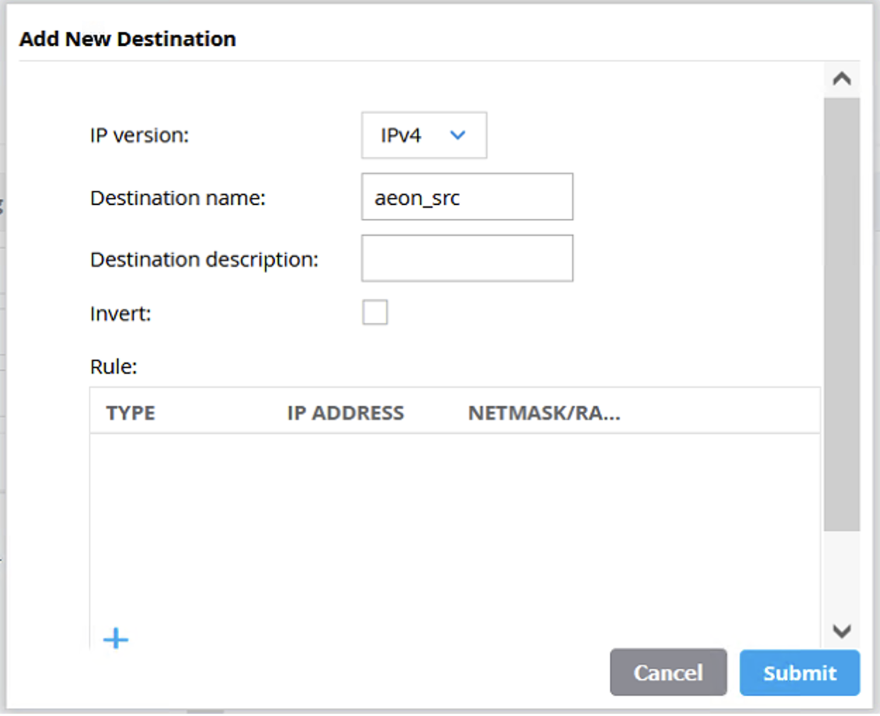 Add New Destination
IP version:
IPv4
Destination name:
aeon_src
Destination description:
Invert:
Rule:
TYPE IP ADDRESS NETMASK/RA...
Cancel Submit